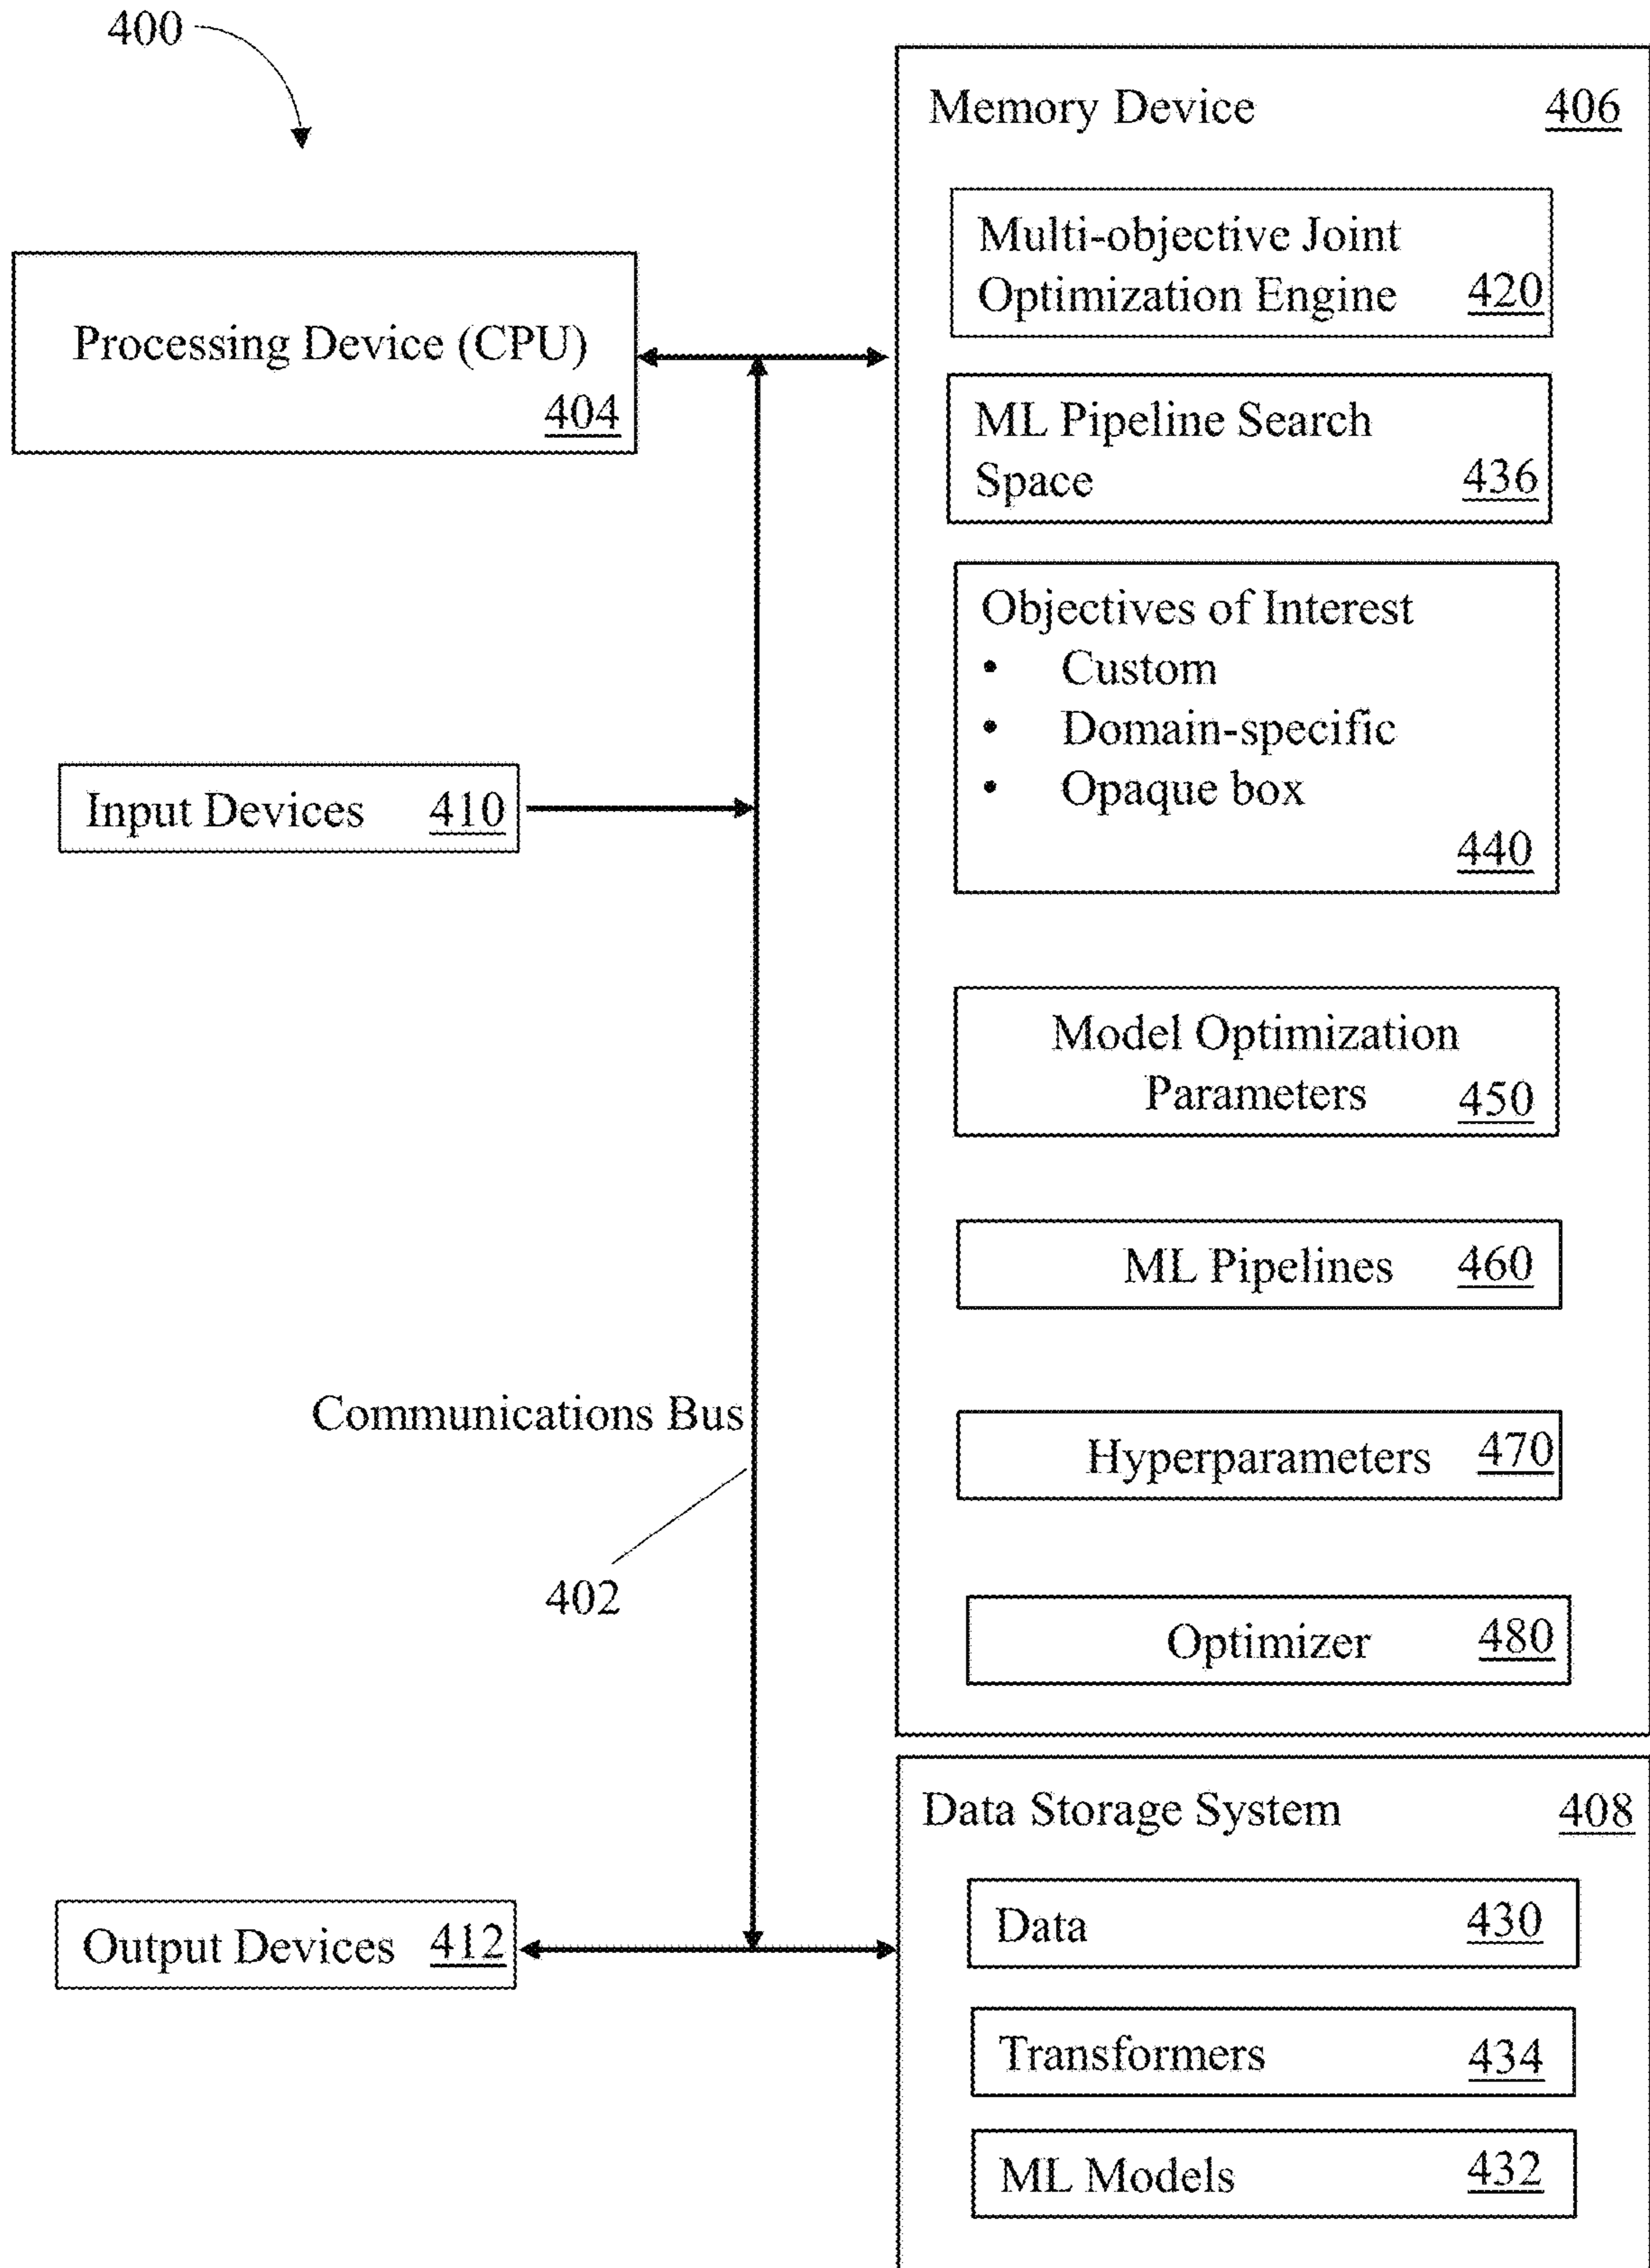 400
Memory Device 406
Multi-objective Joint
Optimization Engine 420
Processing Device (CPU)
404
ML Pipeline Search
Space 436
Objectives of Interest
• Custom
• Domain-specific
• Opaque box
440
Input Devices 410
Model Optimization
Parameters 450
ML Pipelines 460
Communications Bus
402
Hyperparameters 470
Optimizer 480
Data Storage System 408
Output Devices 412
Data 430
Transformers 434
ML Models 432